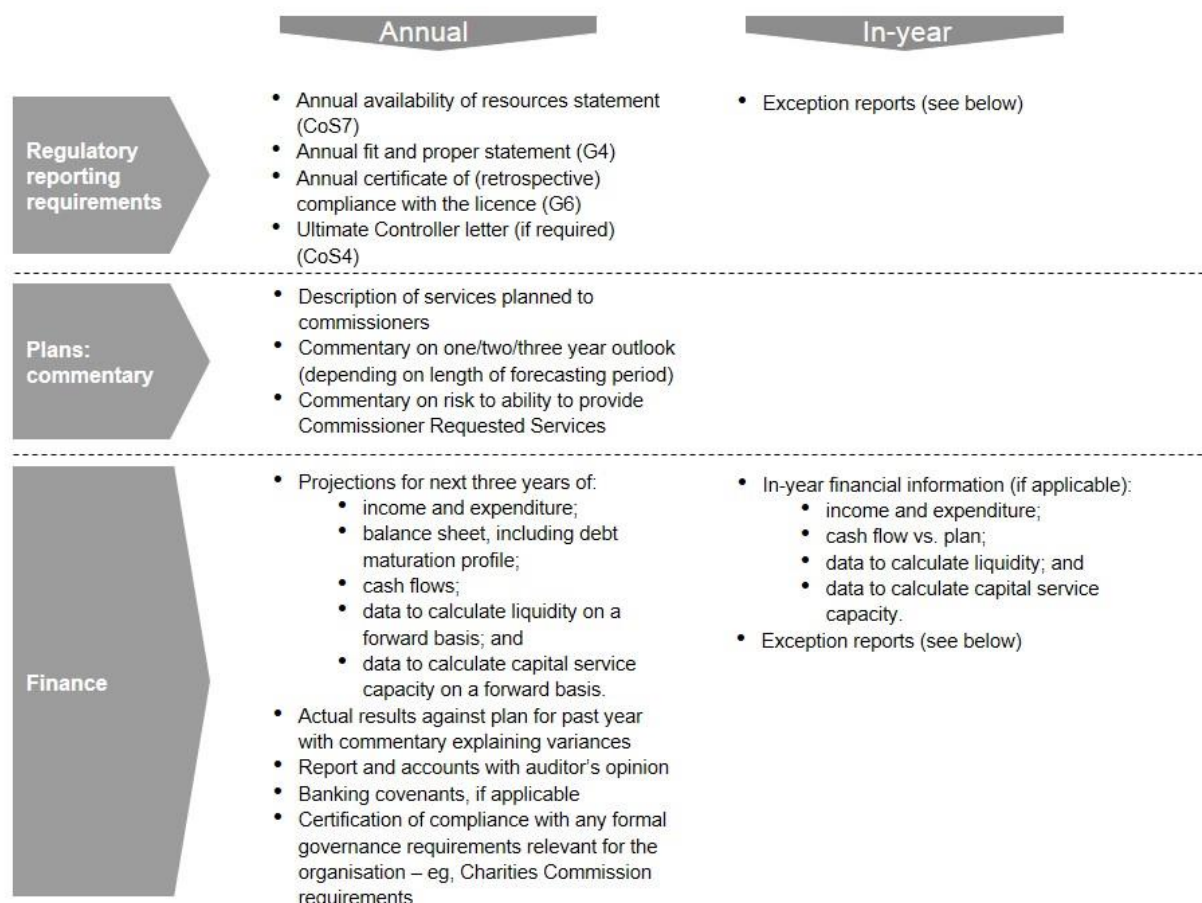 Annual
In-year
Regulatory
reporting
requirements
• Annual availability of resources statement
(CoS7)
• Annual fit and proper statement (G4)
• Annual certificate of (retrospective)
compliance with the licence (G6)
• Ultimate Controller letter (if required)
(CoS4)
• Exception reports (see below)
Plans:
commentary
• Description of services planned to
commissioners
• Commentary on one/two/three year outlook
(depending on length of forecasting period)
• Commentary on risk to ability to provide
Commissioner Requested Services
Finance
• Projections for next three years of:
• income and expenditure;
• balance sheet, including debt
maturation profile;
• cash flows;
• data to calculate liquidity on a
forward basis; and
• data to calculate capital service
capacity on a forward basis.
• Actual results against plan for past year
with commentary explaining variances
• Report and accounts with auditor’s opinion
• Banking covenants, if applicable
• Certification of compliance with any formal
governance requirements relevant for the
organisation – eg, Charities Commission
requirements
• In-year financial information (if applicable):
• income and expenditure;
• cash flow vs. plan;
• data to calculate liquidity; and
• data to calculate capital service
capacity.
• Exception reports (see below)